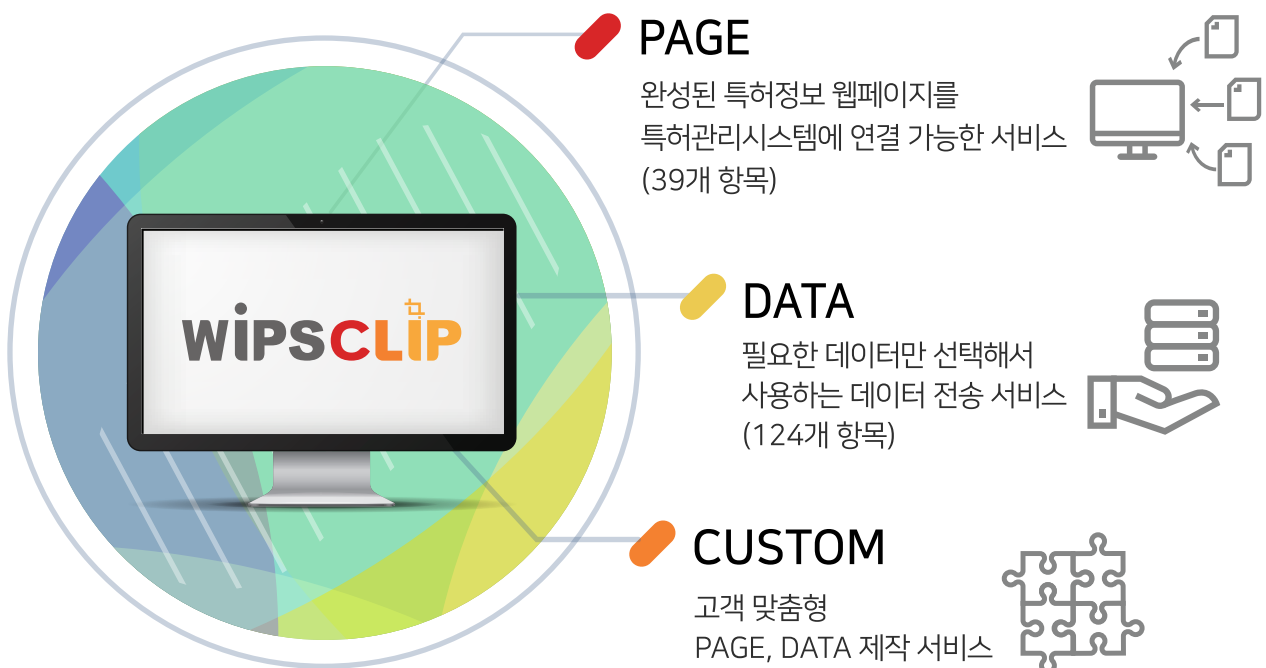 PAGE
완성된 특허정보 웹페이지를
특허관리시스템에 연결 가능한 서비스
(39개 항목)
WiPSCLiP
DATA
필요한 데이터만 선택해서
사용하는 데이터 전송 서비스
(124개 항목)
CUSTOM
고객 맞춤형
PAGE, DATA 제작 서비스